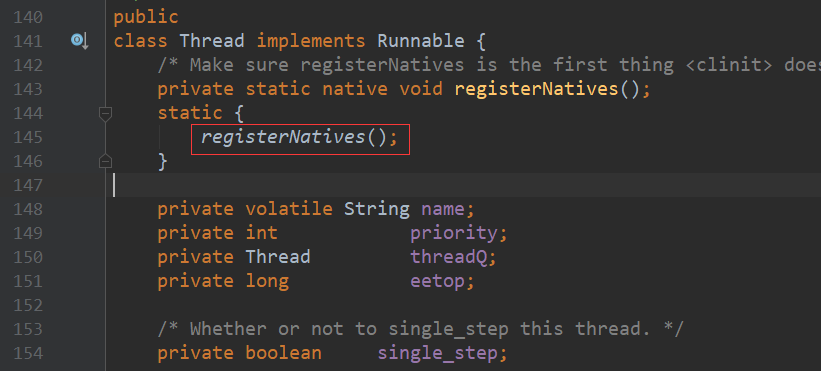 140 public
141 class Thread implements Runnable {
142 /* Make sure registerNatives is the first thing <clinit> does
143 private static native void registerNatives();
144 static {
145 registerNatives();
146 }
147
148 private volatile String name;
149 private int priority;
150 private Thread threadQ;
151 private long eetop;
152
153 /* Whether or not to single_step this thread. */
154 private boolean single_step;